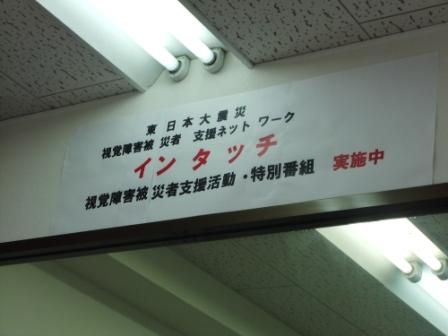 東日本大震災
視覚障害被災者 支援ネットワーク
インタッチ
視覚障害被災者支援活動・特別番組 実施中